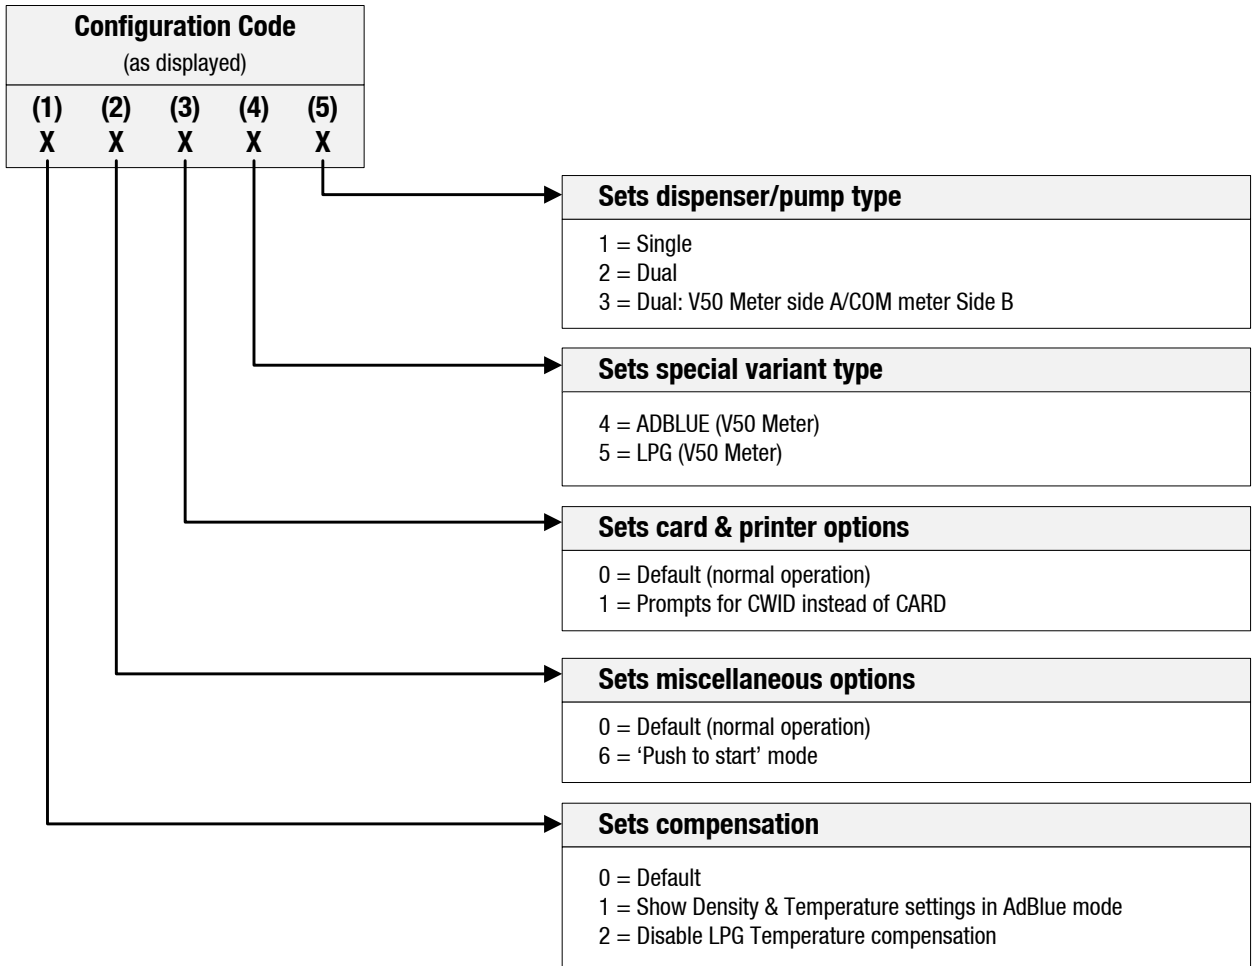 Configuration Code
(as displayed)
(1) (2) (3) (4) (5)
X X X X X
Sets dispenser/pump type
1 = Single
2 = Dual
3 = Dual: V50 Meter side A/COM meter Side B
Sets special variant type
4 = ADBLUE (V50 Meter)
5 = LPG (V50 Meter)
Sets card & printer options
0 = Default (normal operation)
1 = Prompts for CWID instead of CARD
Sets miscellaneous options
0 = Default (normal operation)
6 = ‘Push to start’ mode
Sets compensation
0 = Default
1 = Show Density & Temperature settings in AdBlue mode
2 = Disable LPG Temperature compensation